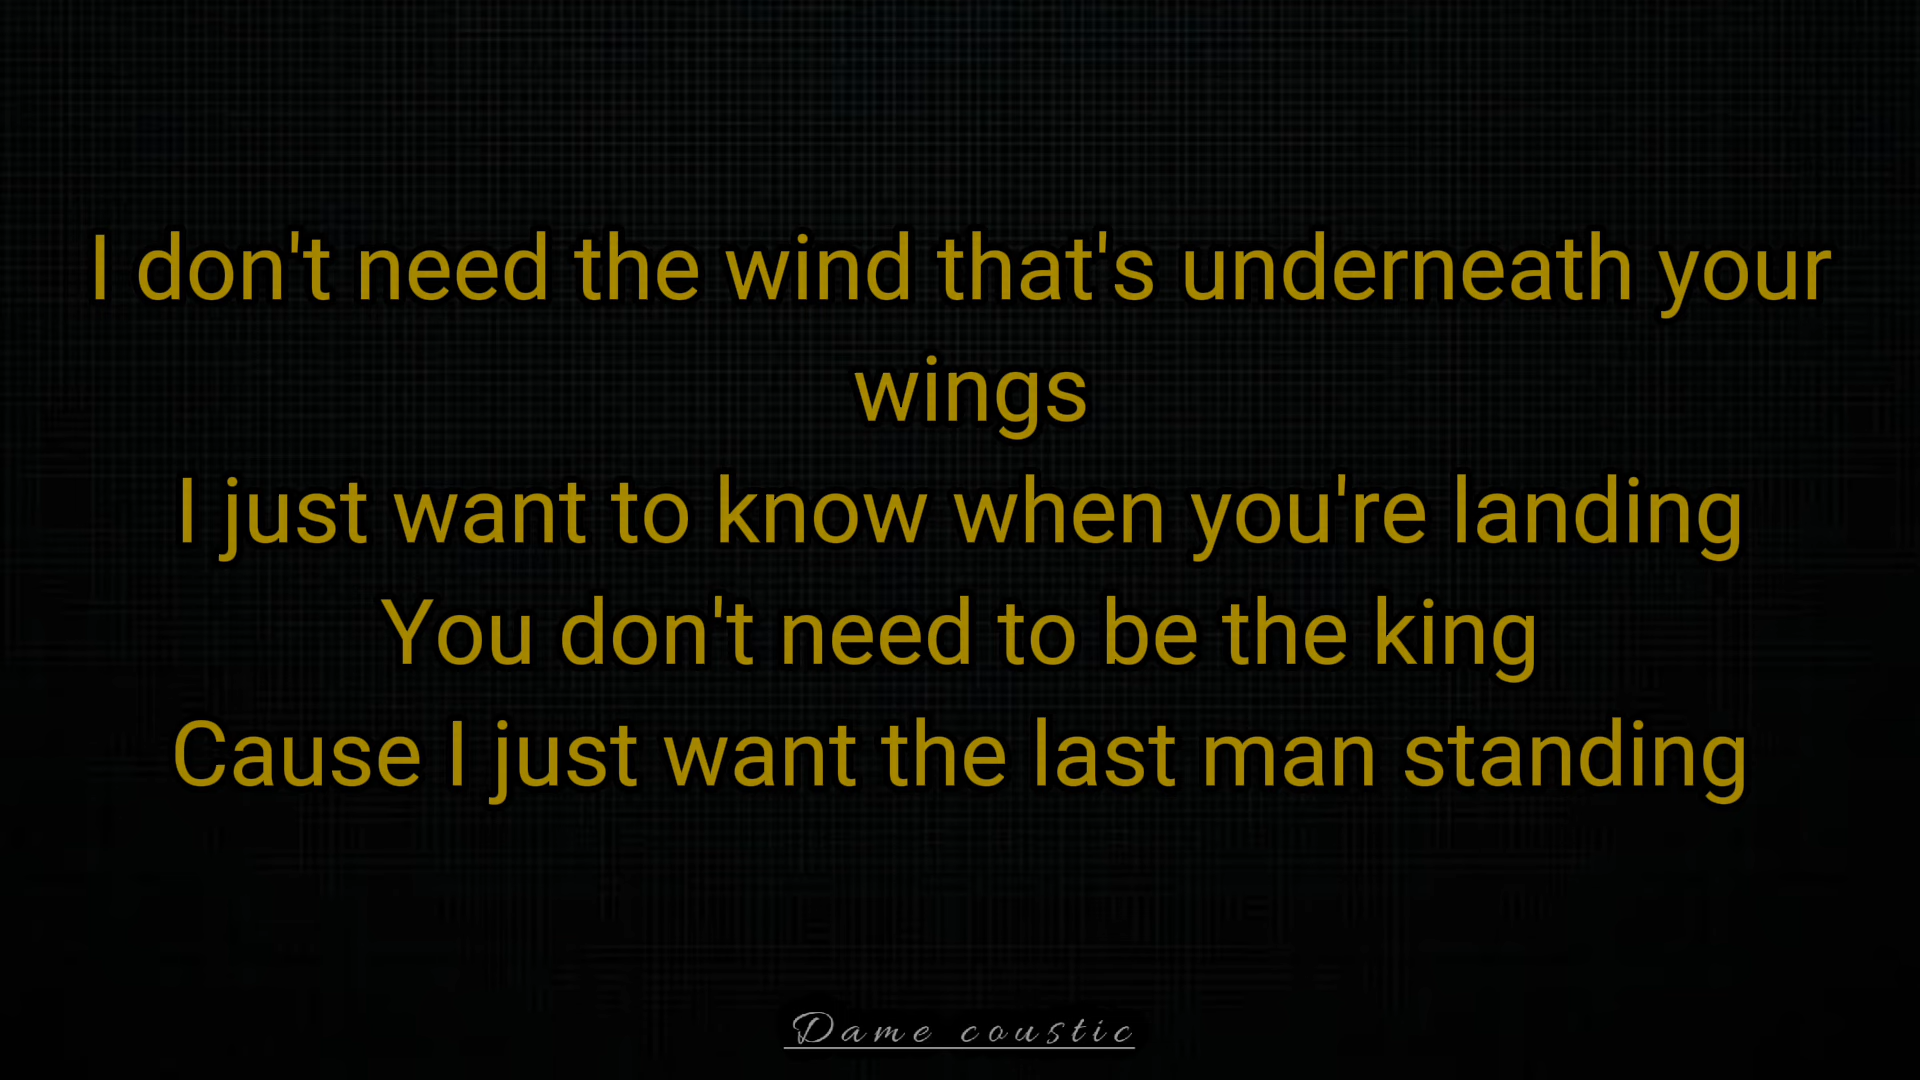 I don't need the wind that's underneath your
wings
I just want to know when you're landing
You don't need to be the king
Cause I just want the last man standing
Dame coustic